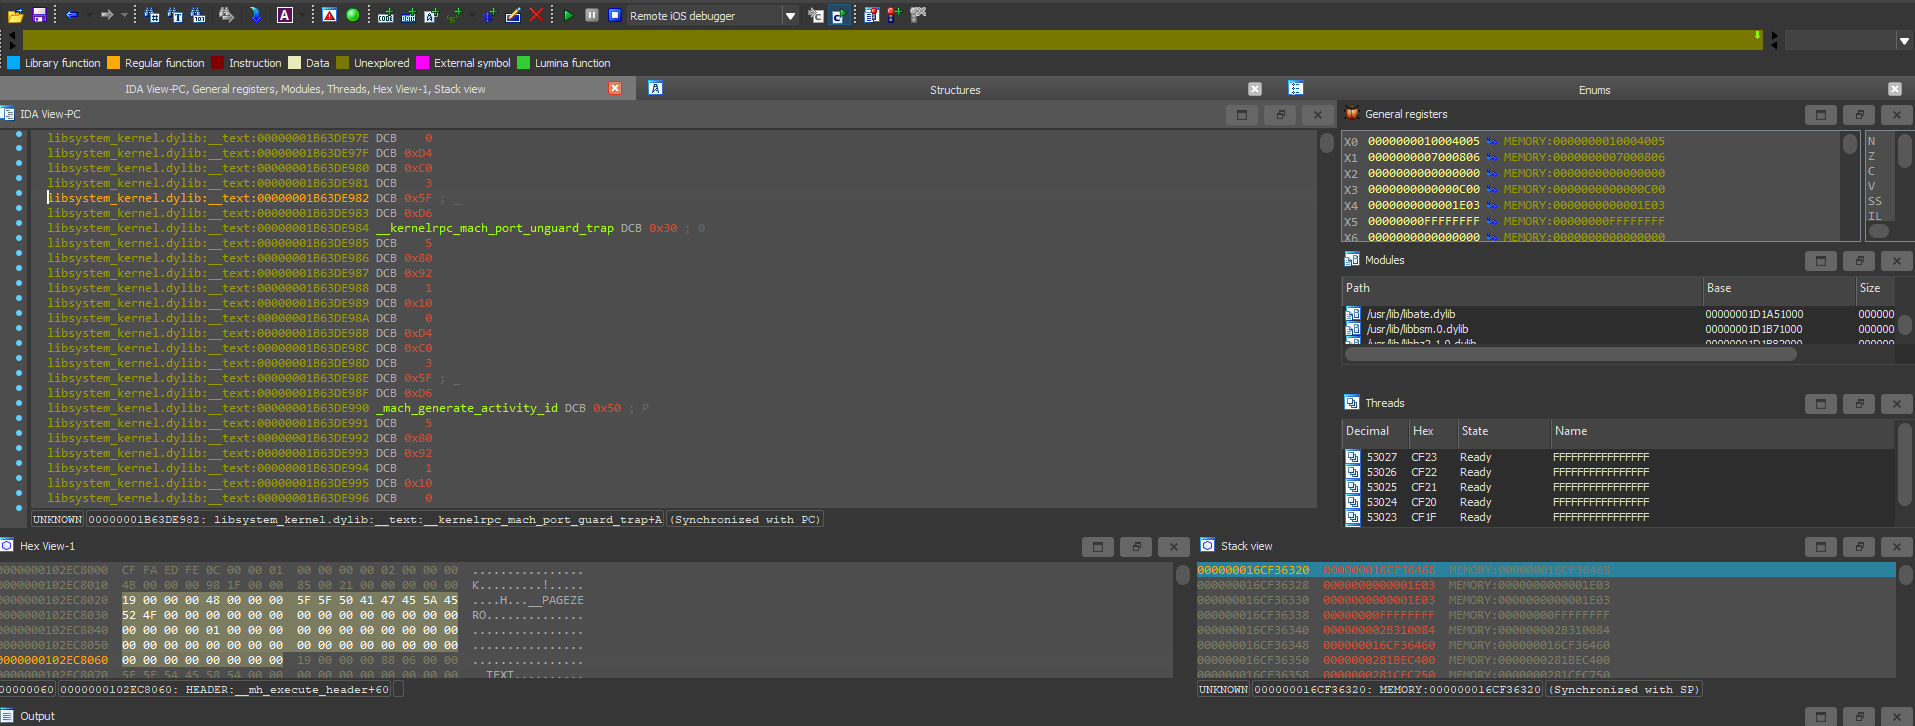 Remote iOS debugger
Library function Regular function Instruction Data Unexplored External symbol Lumina function
IDA View-PC, General registers, Modules, Threads, Hex View-1, Stack view Structures Enums
IDA View-PC
libsystem_kernel.dylib:__text:00000001B63DE97E DCB 0
libsystem_kernel.dylib:__text:00000001B63DE97F DCB 0xD4
libsystem_kernel.dylib:__text:00000001B63DE980 DCB 0xC0
libsystem_kernel.dylib:__text:00000001B63DE981 DCB 3
libsystem_kernel.dylib:__text:00000001B63DE982 DCB 0x5F ; _
libsystem_kernel.dylib:__text:00000001B63DE983 DCB 0xD6
libsystem_kernel.dylib:__text:00000001B63DE984 __kernelrpc_mach_port_unguard_trap DCB 0x30 ; 0
libsystem_kernel.dylib:__text:00000001B63DE985 DCB 5
libsystem_kernel.dylib:__text:00000001B63DE986 DCB 0x80
libsystem_kernel.dylib:__text:00000001B63DE987 DCB 0x92
libsystem_kernel.dylib:__text:00000001B63DE988 DCB 1
libsystem_kernel.dylib:__text:00000001B63DE989 DCB 0x10
libsystem_kernel.dylib:__text:00000001B63DE98A DCB 0
libsystem_kernel.dylib:__text:00000001B63DE98B DCB 0xD4
libsystem_kernel.dylib:__text:00000001B63DE98C DCB 0xC0
libsystem_kernel.dylib:__text:00000001B63DE98D DCB 3
libsystem_kernel.dylib:__text:00000001B63DE98E DCB 0x5F ; _
libsystem_kernel.dylib:__text:00000001B63DE98F DCB 0xD6
libsystem_kernel.dylib:__text:00000001B63DE990 _mach_generate_activity_id DCB 0x50 ; P
libsystem_kernel.dylib:__text:00000001B63DE991 DCB 5
libsystem_kernel.dylib:__text:00000001B63DE992 DCB 0x80
libsystem_kernel.dylib:__text:00000001B63DE993 DCB 0x92
libsystem_kernel.dylib:__text:00000001B63DE994 DCB 1
libsystem_kernel.dylib:__text:00000001B63DE995 DCB 0x10
libsystem_kernel.dylib:__text:00000001B63DE996 DCB 0
UNKNOWN 00000001B63DE982: libsystem_kernel.dylib:__text:__kernelrpc_mach_port_guard_trap+A (Synchronized with PC)
General registers
X0 0000000010004005 MEMORY:0000000010004005
X1 0000000007000806 MEMORY:0000000007000806
X2 0000000000000000 MEMORY:0000000000000000
X3 0000000000000C00 MEMORY:0000000000000C00
X4 0000000000001E03 MEMORY:0000000000001E03
X5 00000000FFFFFFFF MEMORY:00000000FFFFFFFF
X6 0000000000000000 MEMORY:0000000000000000
N
Z
C
V
SS
IL
Modules
Path Base Size
/usr/lib/libate.dylib 00000001D1A51000 000000
/usr/lib/libbsm.0.dylib 00000001D1B71000 000000
/usr/lib/libbz2.1.0.dylib 00000001D1B82000 000000
Threads
Decimal Hex State Name
53027 CF23 Ready FFFFFFFFFFFFFFFF
53026 CF22 Ready FFFFFFFFFFFFFFFF
53025 CF21 Ready FFFFFFFFFFFFFFFF
53024 CF20 Ready FFFFFFFFFFFFFFFF
53023 CF1F Ready FFFFFFFFFFFFFFFF
Hex View-1
0000000102EC8000 CF FA ED FE 0C 00 00 01 00 00 00 00 02 00 00 00 ................
0000000102EC8010 4B 00 00 00 98 1F 00 00 85 00 21 00 00 00 00 00 K.........!.....
0000000102EC8020 19 00 00 00 48 00 00 00 5F 5F 50 41 47 45 5A 45 ....H...__PAGEZE
0000000102EC8030 52 4F 00 00 00 00 00 00 00 00 00 00 00 00 00 00 RO..............
0000000102EC8040 00 00 00 00 01 00 00 00 00 00 00 00 00 00 00 00 ................
0000000102EC8050 00 00 00 00 00 00 00 00 00 00 00 00 00 00 00 00 ................
0000000102EC8060 00 00 00 00 00 00 00 00 19 00 00 00 88 06 00 00 ................
0000000102EC8070 5F 5F 54 45 58 54 00 00 00 00 00 00 00 00 00 00 __TEXT..........
00000060 0000000102EC8060: HEADER:__mh_execute_header+60
Stack view
000000016CF36320 000000016CF36468 MEMORY:000000016CF36468
000000016CF36328 0000000000001E03 MEMORY:0000000000001E03
000000016CF36330 0000000000001E03 MEMORY:0000000000001E03
000000016CF36338 00000000FFFFFFFF MEMORY:00000000FFFFFFFF
000000016CF36340 000000002B310084 MEMORY:000000002B310084
000000016CF36348 000000016CF36460 MEMORY:000000016CF36460
000000016CF36350 0000000281BEC400 MEMORY:0000000281BEC400
000000016CF36358 0000000281CEC750 MEMORY:0000000281CEC750
UNKNOWN 000000016CF36320: MEMORY:000000016CF36320 (Synchronized with SP)
Output